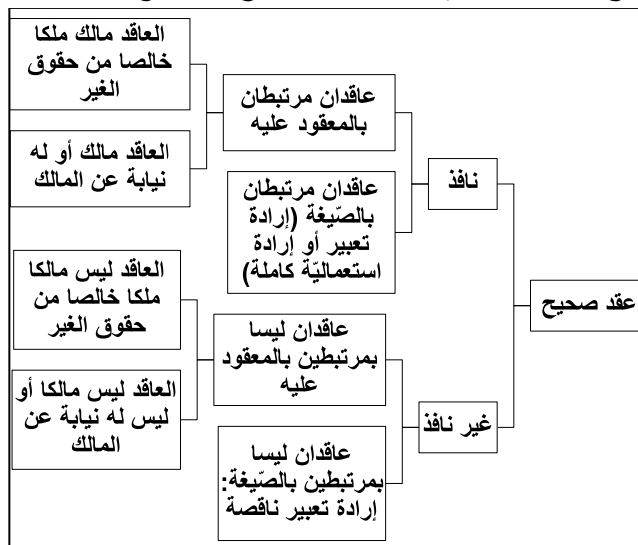 عقد صحيح
نافذ
عاقدان مرتبطان
بالمعقود عليه
العاقد مالك ملكا
خالصا من حقوق
الغير
العاقد مالك أو له
نيابة عن المالك
عاقدان مرتبطان
بالصّيغة (إرادة
تعبير أو إرادة
استعماليّة كاملة)
غير نافذ
عاقدان ليسا
بمرتبطين بالمعقود
عليه
العاقد ليس مالكا
ملكا خالصا من
حقوق الغير
العاقد ليس مالكا أو
ليس له نيابة عن
المالك
عاقدان ليسا
بمرتبطين بالصّيغة:
إرادة تعبير ناقصة